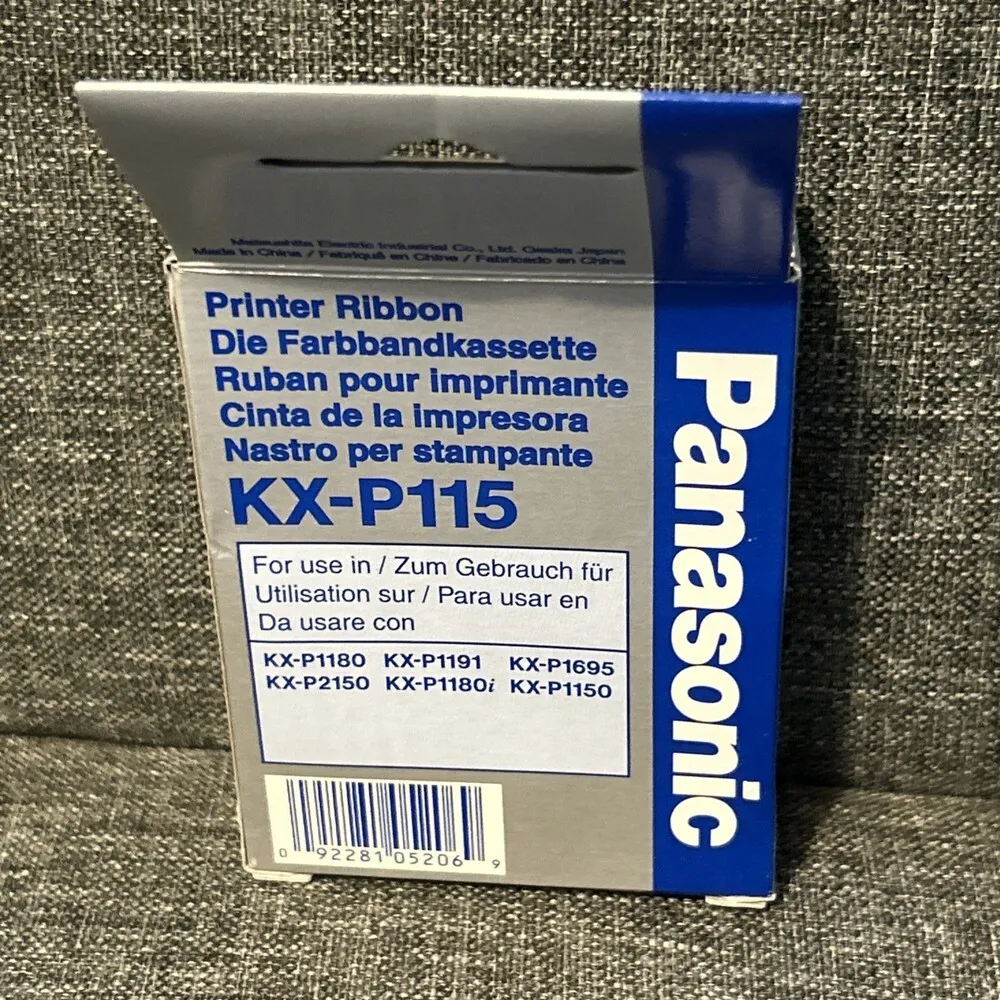 Matsushita Electric Industrial Co., Ltd. Osaka Japan
Made in China / Fabriqué en Chine / Fabricado en China
Printer Ribbon
Die Farbbandkassette
Ruban pour imprimante
Cinta de la impresora
Nastro per stampante
KX-P115
For use in / Zum Gebrauch für
Utilisation sur / Para usar en
Da usare con
KX-P1180 KX-P1191 KX-P1695
KX-P2150 KX-P1180i KX-P1150
0 92281 05206 9
Panasonic